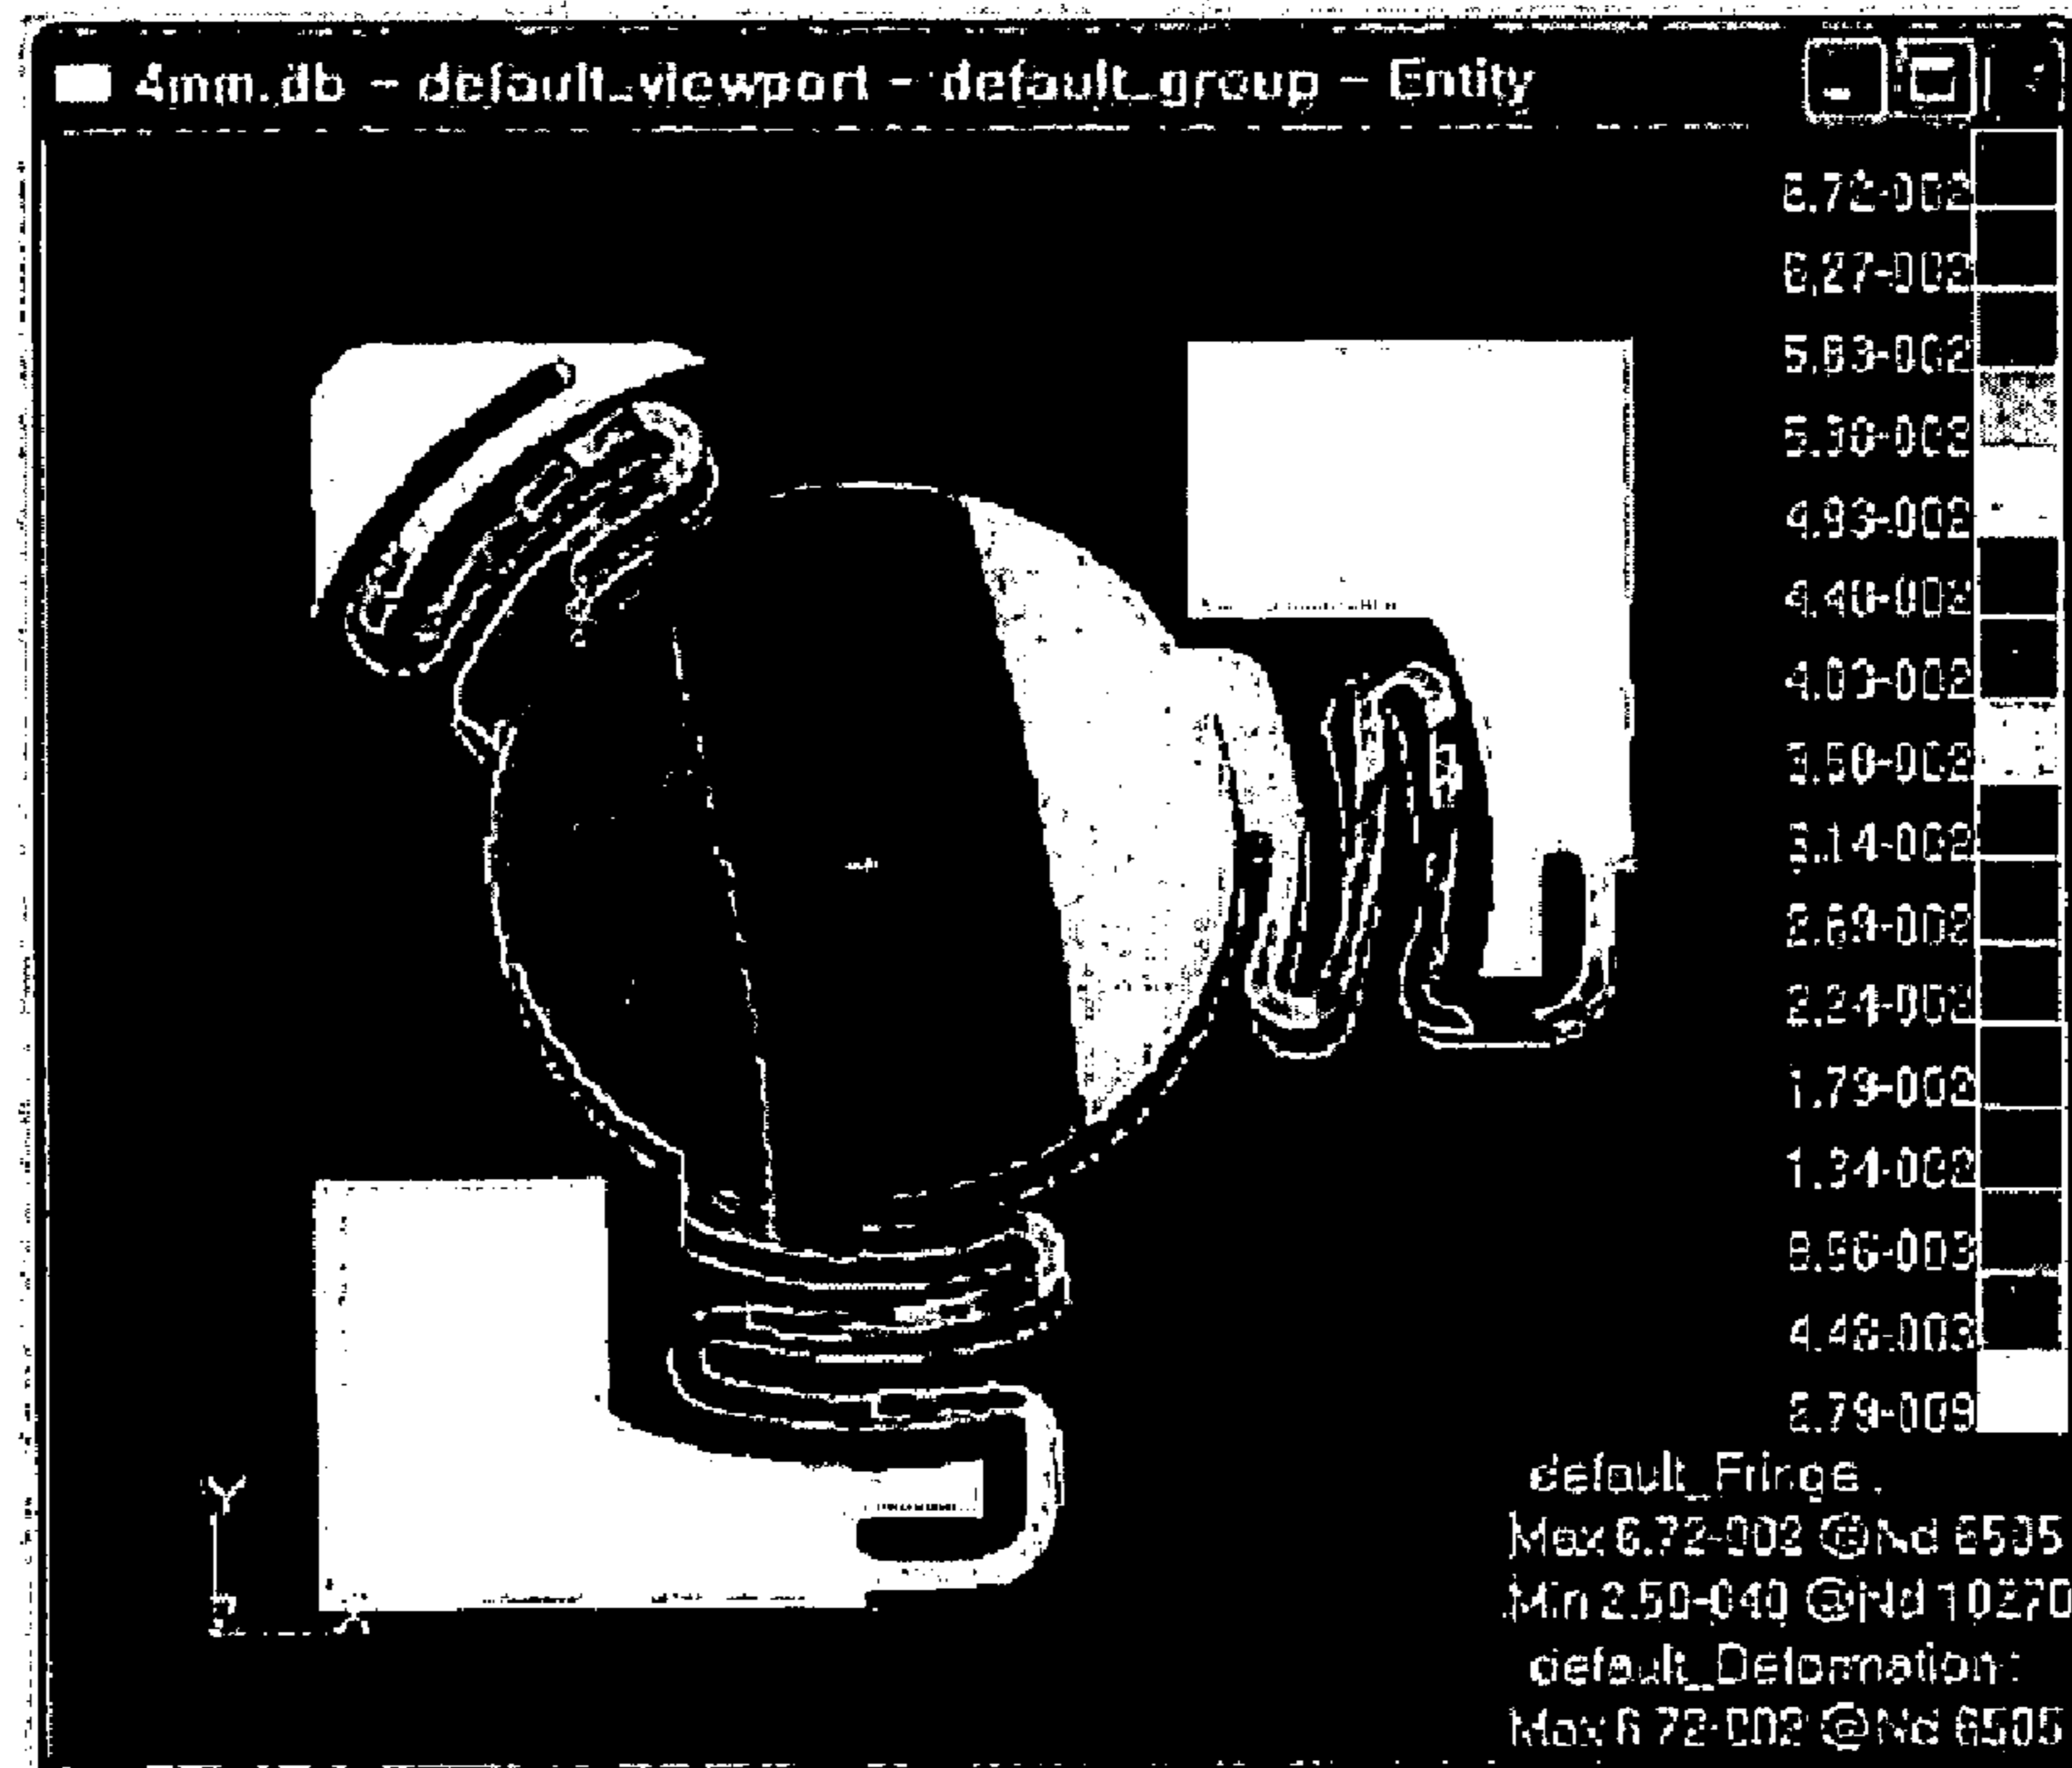 4mm.db - default_viewport - default_group - Entity
6.72-002
6.27-002
5.83-002
5.38-002
4.93-002
4.48-002
4.03-002
3.58-002
3.14-002
2.69-002
2.24-002
1.79-002
1.34-002
8.96-003
4.48-003
2.79-009
default_Fringe :
Max 6.72-002 @Nd
Min 2.50-040 @Nd 10270
default_Deformation :
Max 6.72-002 @Nd
Y
X